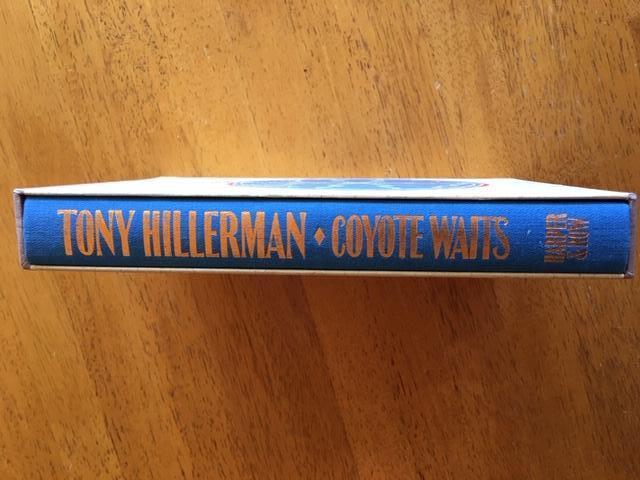 TONY HILLERMAN ♦ COYOTE WAITS
HARPER
& ROW